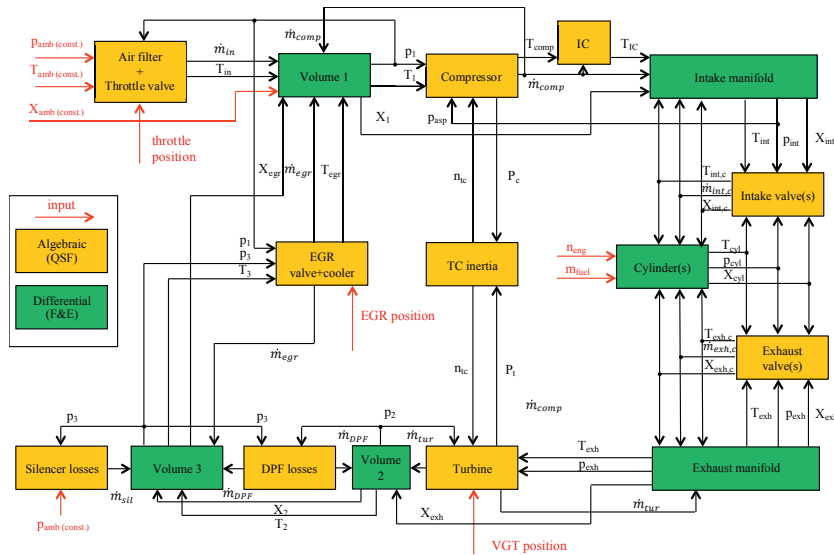 p_amb (const.)
T_amb (const.)
X_amb (const.)
Air filter
+
Throttle valve
ṁ_in
T_in
ṁ_comp
Volume 1
p_1
T_1
Compressor
T_comp
IC
T_IC
ṁ_comp
Intake manifold
throttle
position
X_1
p_asp
T_int
p_int
X_int
X_egr
ṁ_egr
T_egr
n_tc
P_c
T_int,c
ṁ_int,c
X_int,c
Intake valve(s)
input
Algebraic
(QSF)
Differential
(F&E)
p_1
p_3
T_3
EGR
valve+cooler
TC inertia
n_eng
m_fuel
Cylinder(s)
T_cyl
p_cyl
X_cyl
EGR position
ṁ_egr
n_tc
P_t
T_exh,c
ṁ_exh,c
X_exh,c
Exhaust
valve(s)
ṁ_comp
T_exh
p_exh
X_exh
p_3
p_3
p_2
ṁ_DPF
ṁ_tur
Silencer losses
Volume 3
DPF losses
Volume
2
Turbine
T_exh
p_exh
Exhaust manifold
ṁ_sil
ṁ_DPF
X_2
T_2
X_exh
ṁ_tur
p_amb (const.)
VGT position